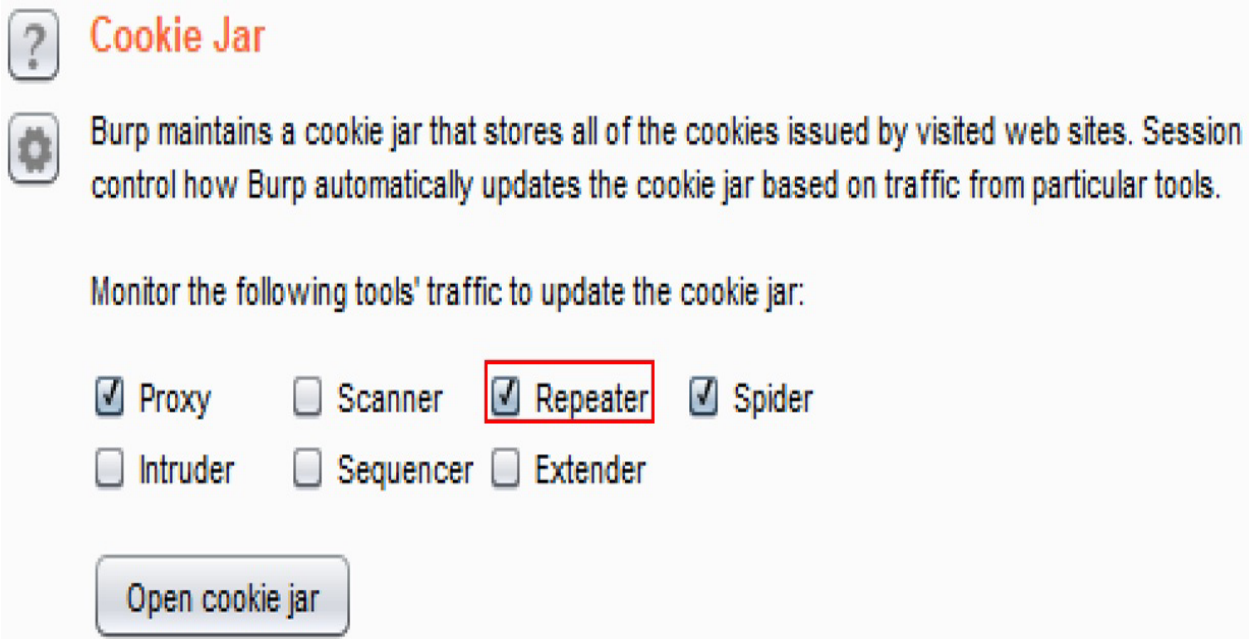 ?
Cookie Jar
Burp maintains a cookie jar that stores all of the cookies issued by visited web sites. Session
control how Burp automatically updates the cookie jar based on traffic from particular tools.
Monitor the following tools' traffic to update the cookie jar:
Proxy Scanner Repeater Spider
Intruder Sequencer Extender
Open cookie jar